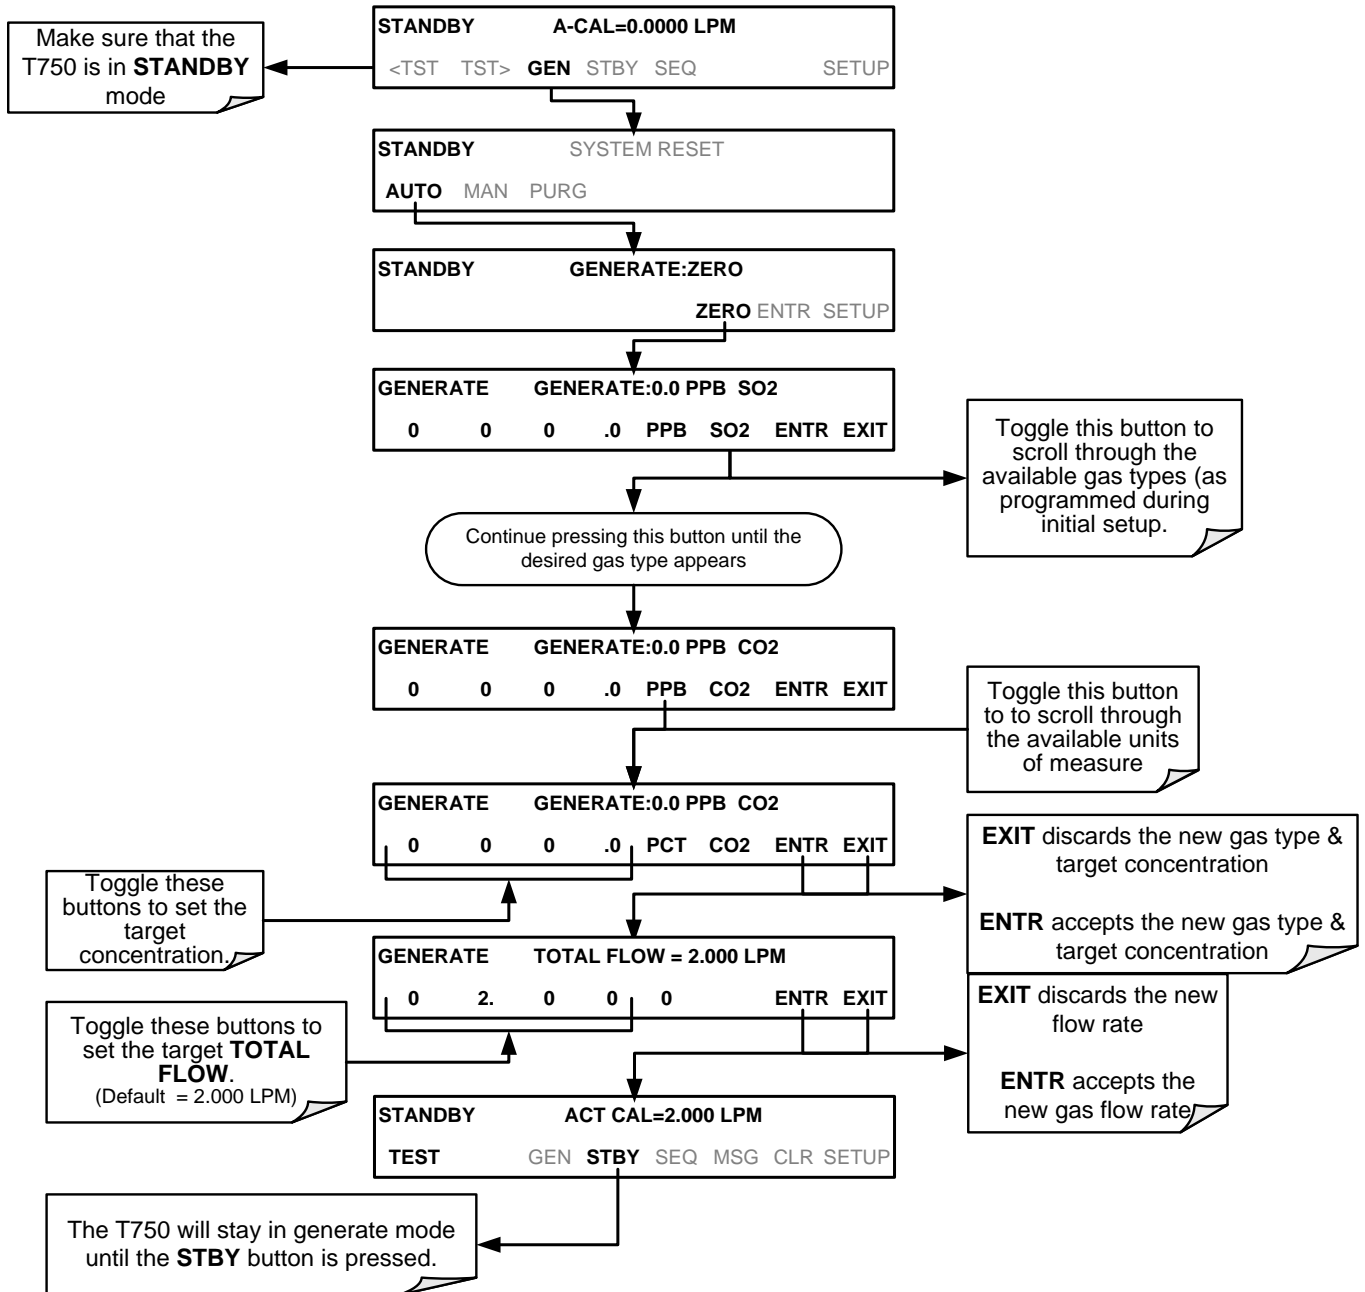 Make sure that the
T750 is in STANDBY
mode
STANDBY A-CAL=0.0000 LPM
<TST TST> GEN STBY SEQ SETUP
STANDBY SYSTEM RESET
AUTO MAN PURG
STANDBY GENERATE:ZERO
ZERO ENTR SETUP
GENERATE GENERATE:0.0 PPB SO2
0 0 0 .0 PPB SO2 ENTR EXIT
Toggle this button to
scroll through the
available gas types (as
programmed during
initial setup.
Continue pressing this button until the
desired gas type appears
GENERATE GENERATE:0.0 PPB CO2
0 0 0 .0 PPB CO2 ENTR EXIT
Toggle this button
to to scroll through
the available units
of measure
GENERATE GENERATE:0.0 PPB CO2
0 0 0 .0 PCT CO2 ENTR EXIT
EXIT discards the new gas type &
target concentration
ENTR accepts the new gas type &
target concentration
Toggle these
buttons to set the
target
concentration.
GENERATE TOTAL FLOW = 2.000 LPM
0 2. 0 0 0 ENTR EXIT
EXIT discards the new
flow rate
ENTR accepts the
new gas flow rate
Toggle these buttons to
set the target TOTAL
FLOW.
(Default = 2.000 LPM)
STANDBY ACT CAL=2.000 LPM
TEST GEN STBY SEQ MSG CLR SETUP
The T750 will stay in generate mode
until the STBY button is pressed.